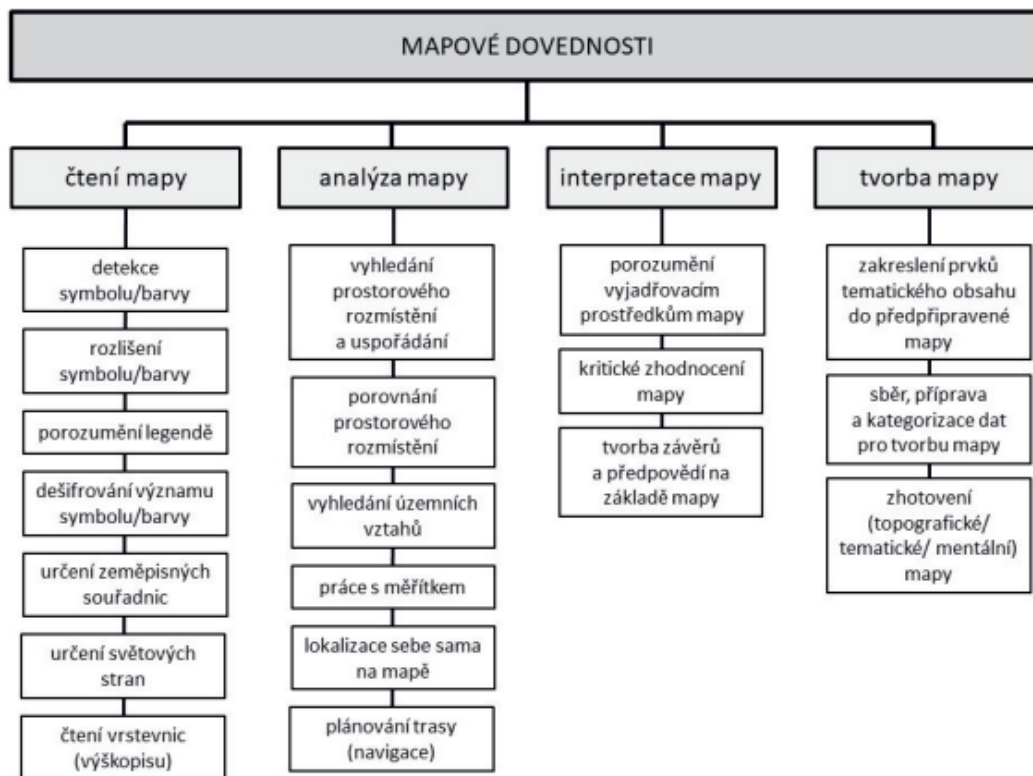 MAPOVÉ DOVEDNOSTI
čtení mapy
detekce
symbolu/barvy
rozlišení
symbolu/barvy
porozumění legendě
dešifrování významu
symbolu/barvy
určení zeměpisných
souřadnic
určení světových
stran
čtení vrstevnic
(výškopisu)
analýza mapy
vyhledání
prostorového
rozmístění
a uspořádání
porovnání
prostorového
rozmístění
vyhledání územních
vztahů
práce s měřítkem
lokalizace sebe sama
na mapě
plánování trasy
(navigace)
interpretace mapy
porozumění
vyjadřovacím
prostředkům mapy
kritické zhodnocení
mapy
tvorba závěrů
a předpovědí na
základě mapy
tvorba mapy
zakreslení prvků
tematického obsahu
do předpřipravené
mapy
sběr, příprava
a kategorizace dat
pro tvorbu mapy
zhotovení
(topografické/
tematické/ mentální)
mapy